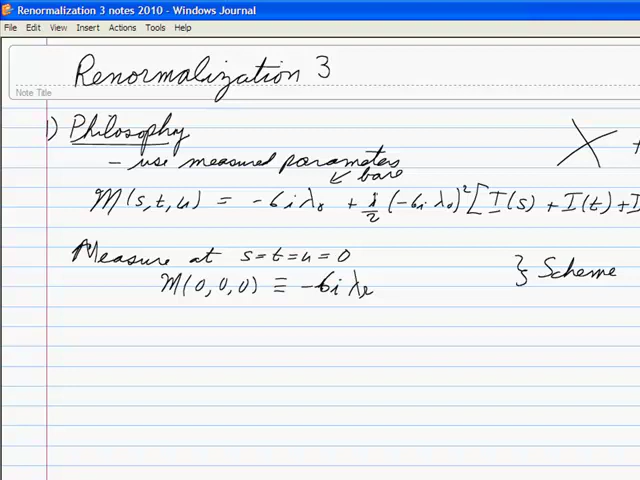 Renormalization 3 notes 2010 - Windows Journal
File Edit View Insert Actions Tools Help
Renormalization 3
Note Title
1) Philosophy
- use measured parameters
bare
M(s,t,u) = -6iλ₀ + i/2 (-6iλ₀)² [I(s) + I(t) + I
Measure at s=t=u=0
M(0,0,0) ≡ -6i λ
} Scheme